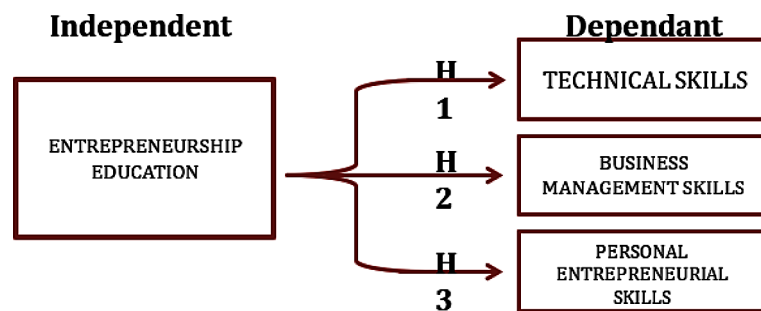 Independent
Dependant
ENTREPRENEURSHIP
EDUCATION
H
1
TECHNICAL SKILLS
H
2
BUSINESS
MANAGEMENT SKILLS
H
3
PERSONAL
ENTREPRENEURIAL
SKILLS